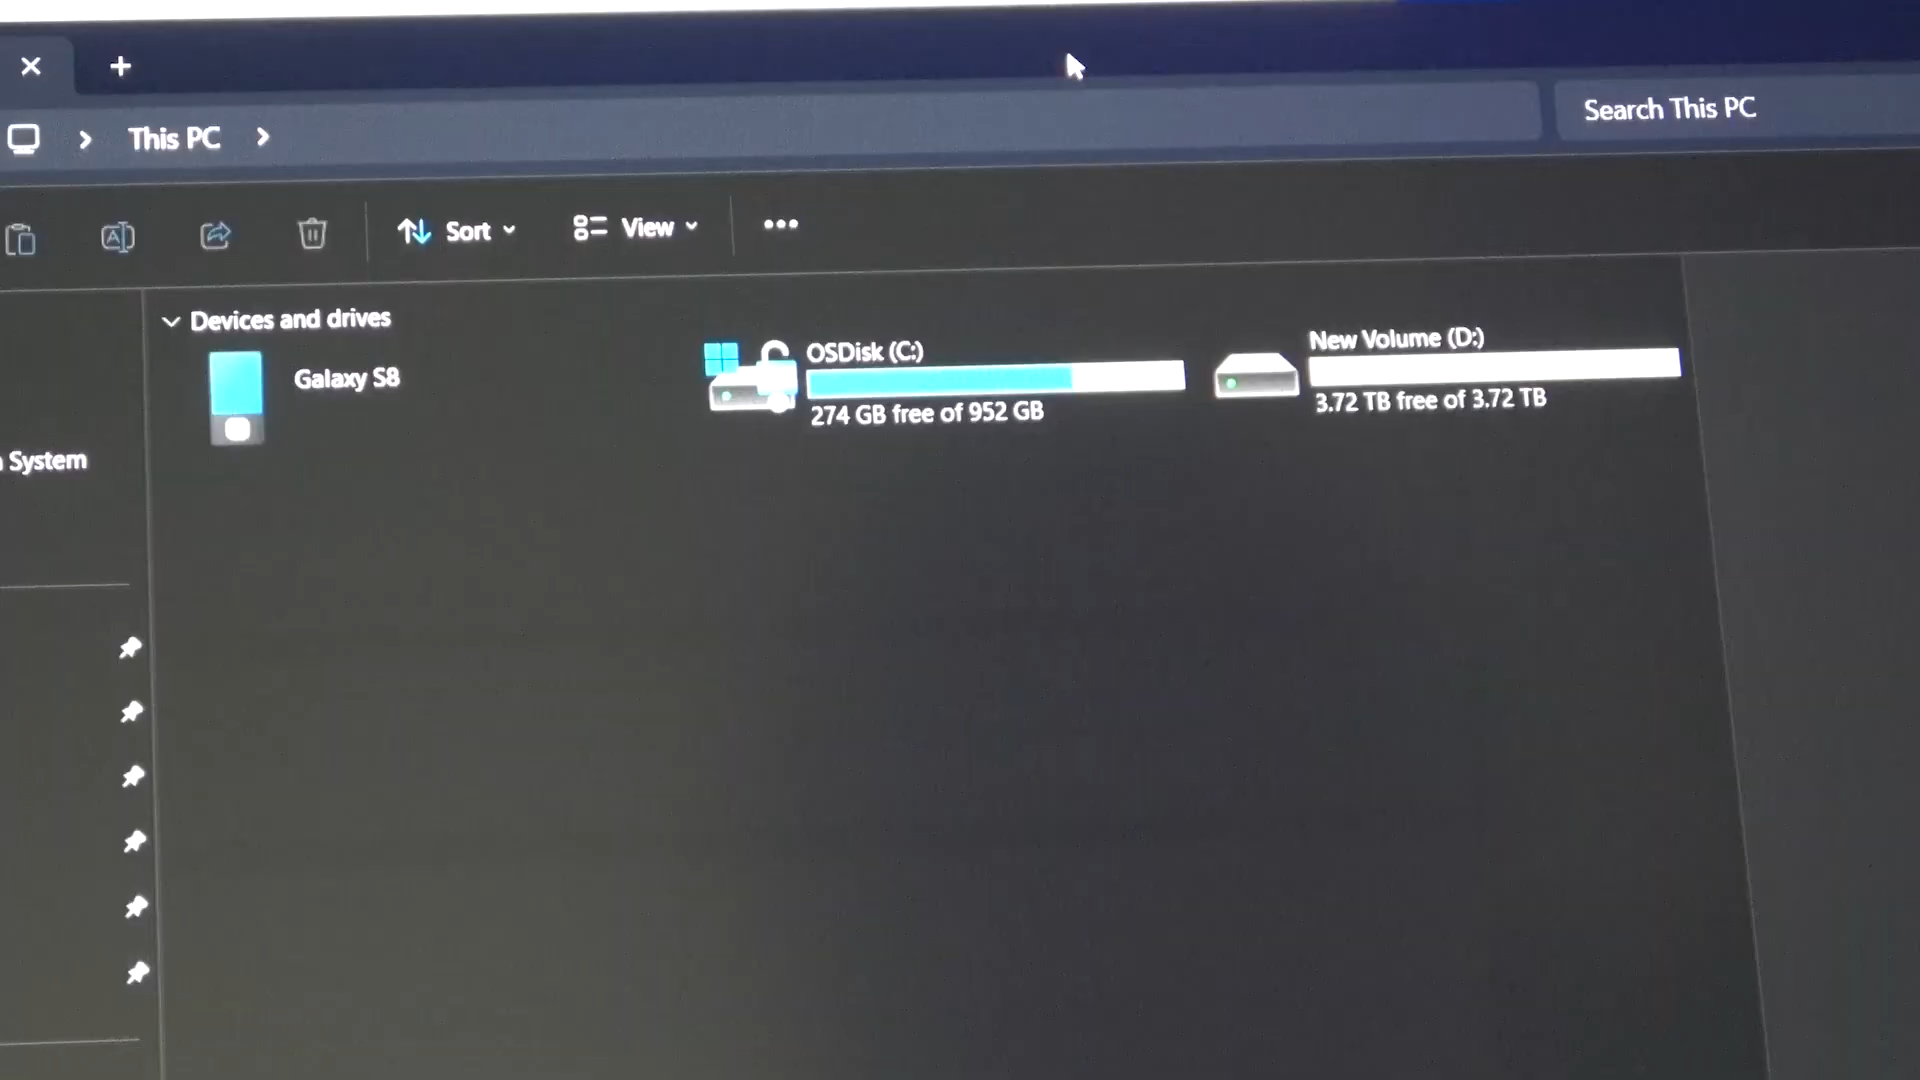 This PC
Search This PC
Sort
View
Devices and drives
Galaxy S8
OSDisk (C:)
274 GB free of 952 GB
New Volume (D:)
3.72 TB free of 3.72 TB
System